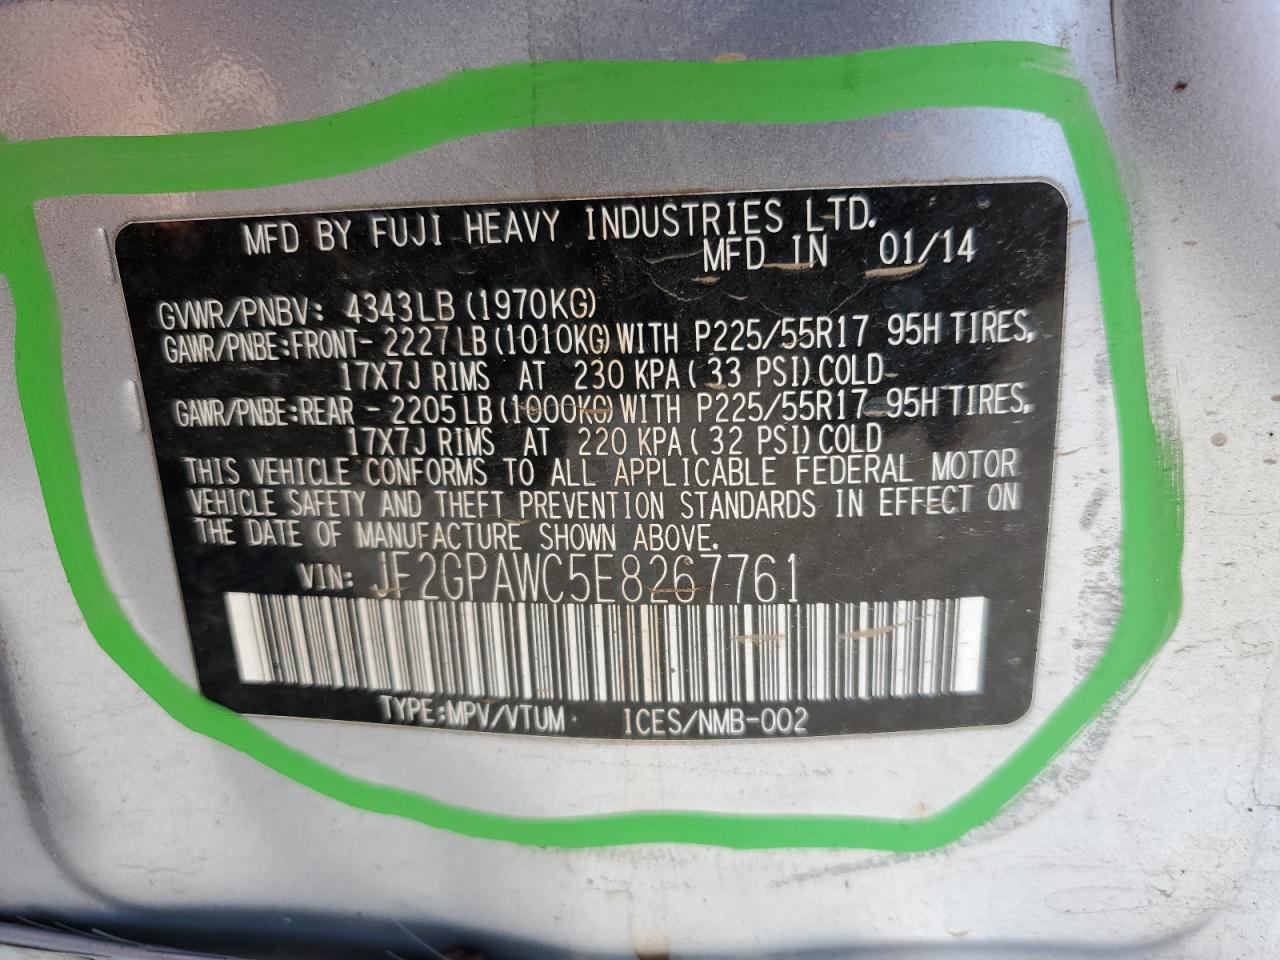 MFD BY FUJI HEAVY INDUSTRIES LTD.
MFD IN 01/14
GVWR/PNBV: 4343LB (1970KG)
GAWR/PNBE:FRONT- 2227LB (1010KG)WITH P225/55R17 95H TIRES,
17X7J RIMS AT 230 KPA( 33 PSI)COLD
GAWR/PNBE:REAR - 2205LB (1000KG)WITH P225/55R17 95H TIRES,
17X7J RIMS AT 220 KPA( 32 PSI)COLD
THIS VEHICLE CONFORMS TO ALL APPLICABLE FEDERAL MOTOR
VEHICLE SAFETY AND THEFT PREVENTION STANDARDS IN EFFECT ON
THE DATE OF MANUFACTURE SHOWN ABOVE.
VIN: JF2GPAWC5E8267761
TYPE:MPV/VTUM ICES/NMB-002